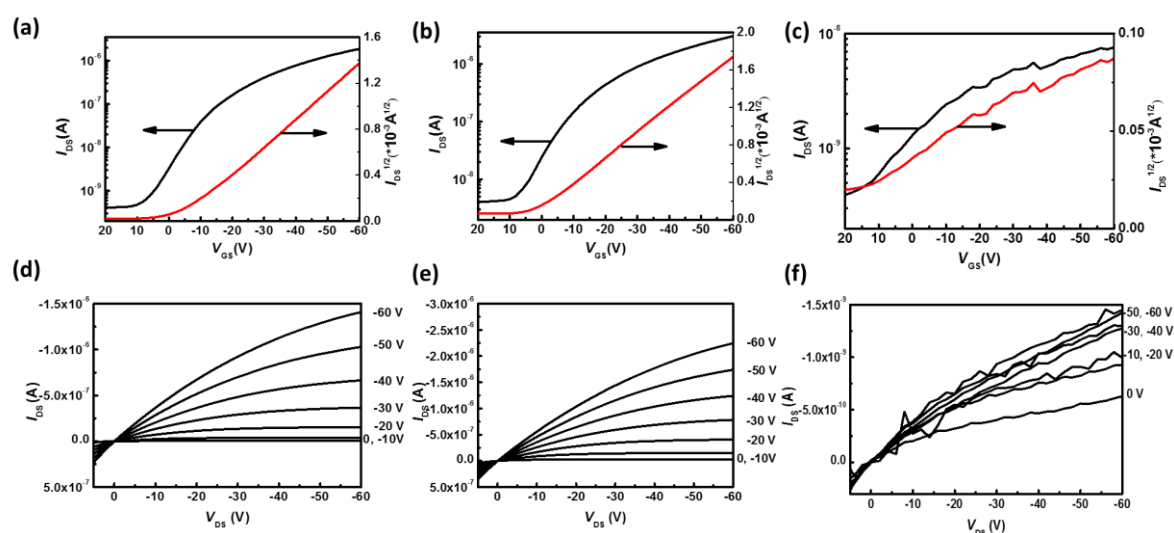 (a)
I_DS(A)
10⁻⁶
10⁻⁷
10⁻⁸
10⁻⁹
1.6
1.2
0.8
0.4
0.0
I_DS^1/2(*10⁻³A^1/2)
20 10 0 -10 -20 -30 -40 -50 -60
V_GS(V)
(b)
I_DS(A)
10⁻⁶
10⁻⁷
10⁻⁸
2.0
1.6
1.2
0.8
0.4
0.0
I_DS^1/2(*10⁻³A^1/2)
20 10 0 -10 -20 -30 -40 -50 -60
V_GS(V)
(c)
I_DS(A)
10⁻⁸
10⁻⁹
0.10
0.05
0.00
I_DS^1/2(*10⁻³A^1/2)
20 10 0 -10 -20 -30 -40 -50 -60
V_GS(V)
(d)
I_DS(A)
-1.5x10⁻⁶
-1.0x10⁻⁶
-5.0x10⁻⁷
0.0
5.0x10⁻⁷
-60 V
-50 V
-40 V
-30 V
-20 V
0, -10V
0 -10 -20 -30 -40 -50 -60
V_DS (V)
(e)
I_DS(A)
-3.0x10⁻⁶
-2.5x10⁻⁶
-2.0x10⁻⁶
-1.5x10⁻⁶
-1.0x10⁻⁶
-5.0x10⁻⁷
0.0
5.0x10⁻⁷
-60 V
-50 V
-40 V
-30 V
-20 V
0, -10V
0 -10 -20 -30 -40 -50 -60
V_DS (V)
(f)
I_DS(A)
-1.5x10⁻⁹
-1.0x10⁻⁹
-5.0x10⁻¹⁰
0.0
-50, -60 V
-30, -40 V
-10, -20 V
0 V
0 -10 -20 -30 -40 -50 -60
V_DS (V)